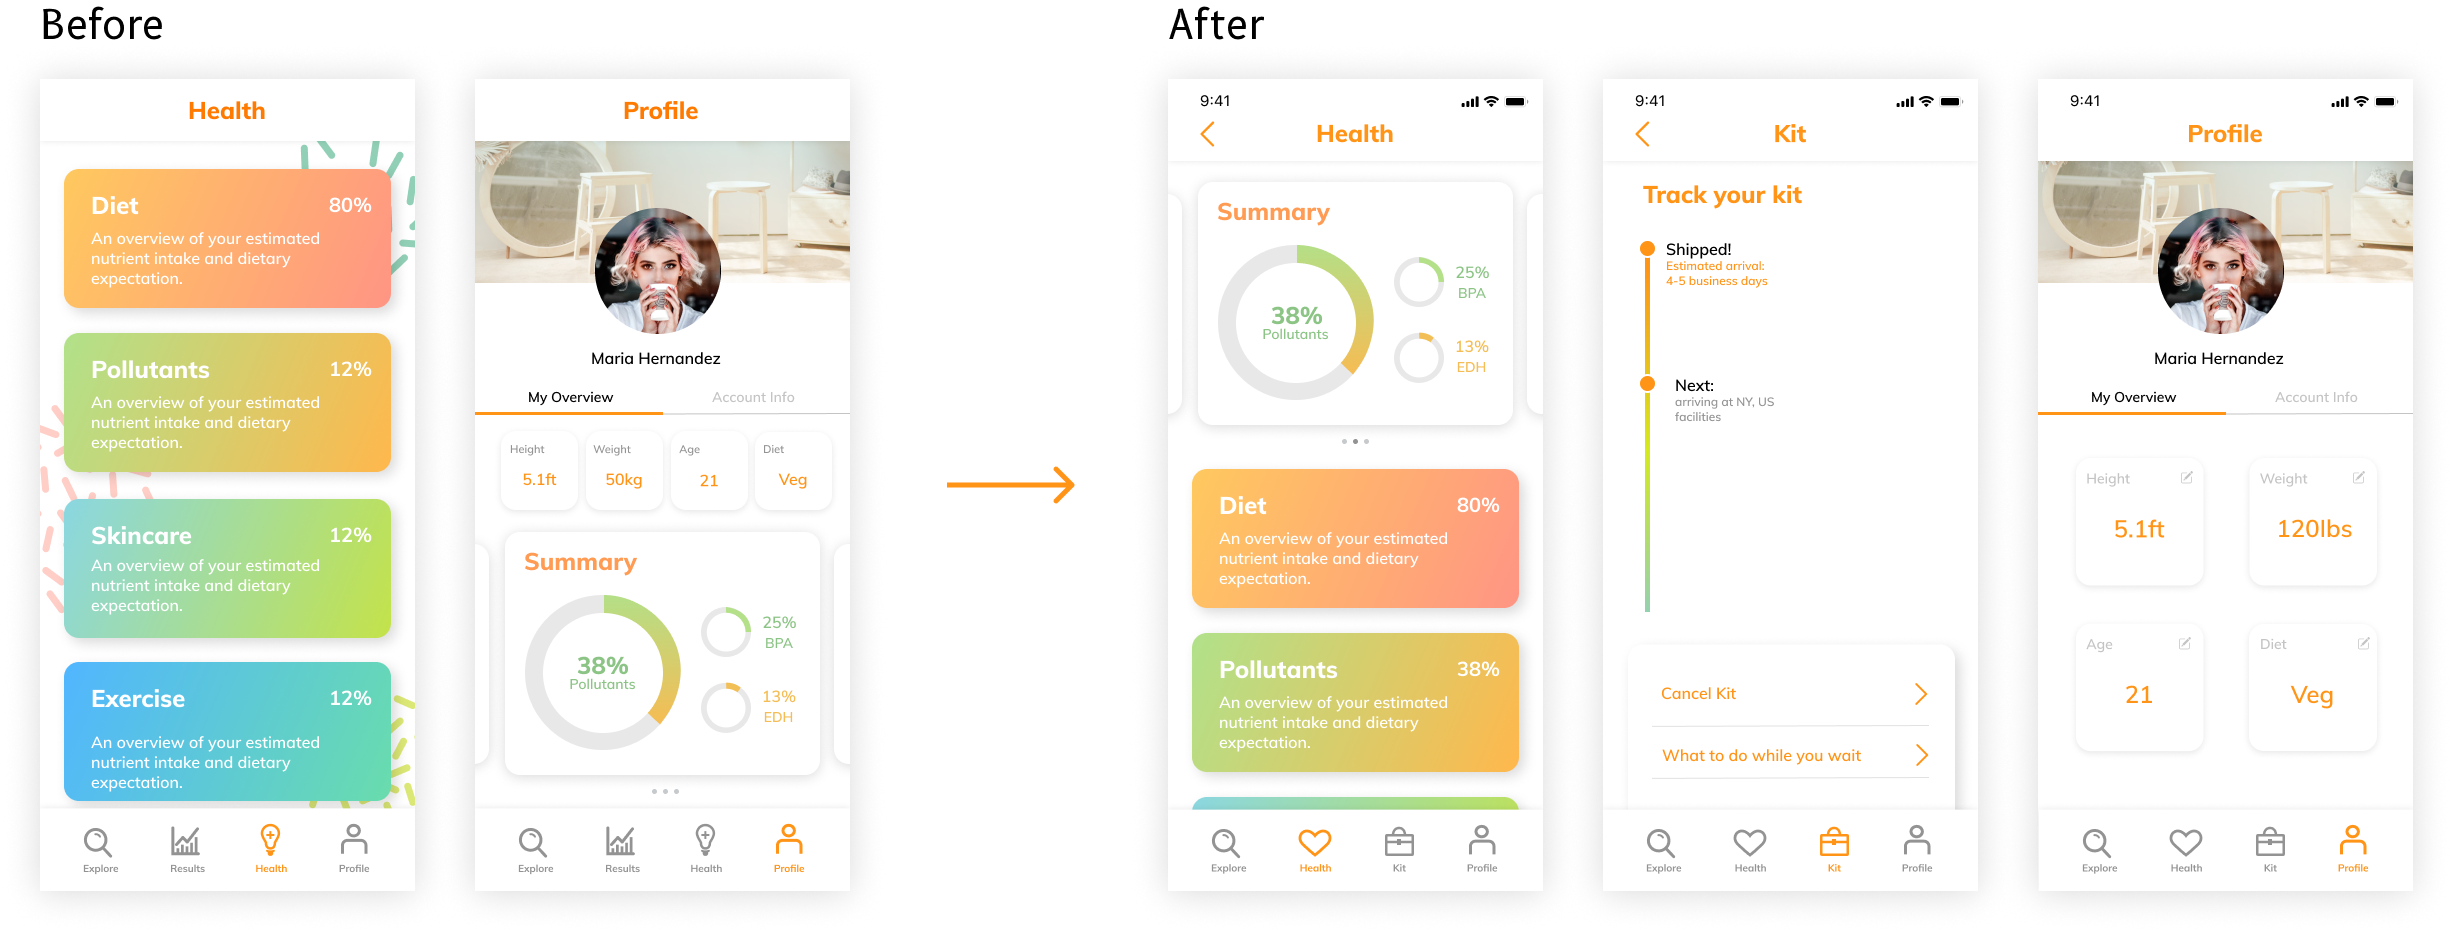 Before
Health
Diet
80%
An overview of your estimated
nutrient intake and dietary
expectation.
Pollutants
12%
An overview of your estimated
nutrient intake and dietary
expectation.
Skincare
12%
An overview of your estimated
nutrient intake and dietary
expectation.
Exercise
12%
An overview of your estimated
nutrient intake and dietary
expectation.
Explore
Results
Health
Profile
Profile
Maria Hernandez
My Overview
Account Info
Height
5.1ft
Weight
50kg
Age
21
Diet
Veg
Summary
38%
Pollutants
25%
BPA
13%
EDH
Explore
Results
Health
Profile
After
9:41
Health
Summary
38%
Pollutants
25%
BPA
13%
EDH
Diet
80%
An overview of your estimated
nutrient intake and dietary
expectation.
Pollutants
38%
An overview of your estimated
nutrient intake and dietary
expectation.
Explore
Health
Kit
Profile
9:41
Kit
Track your kit
Shipped!
Estimated arrival:
4-5 business days
Next:
arriving at NY, US
facilities
Cancel Kit
What to do while you wait
Explore
Health
Kit
Profile
9:41
Profile
Maria Hernandez
My Overview
Account Info
Height
5.1ft
Weight
120lbs
Age
21
Diet
Veg
Explore
Health
Kit
Profile